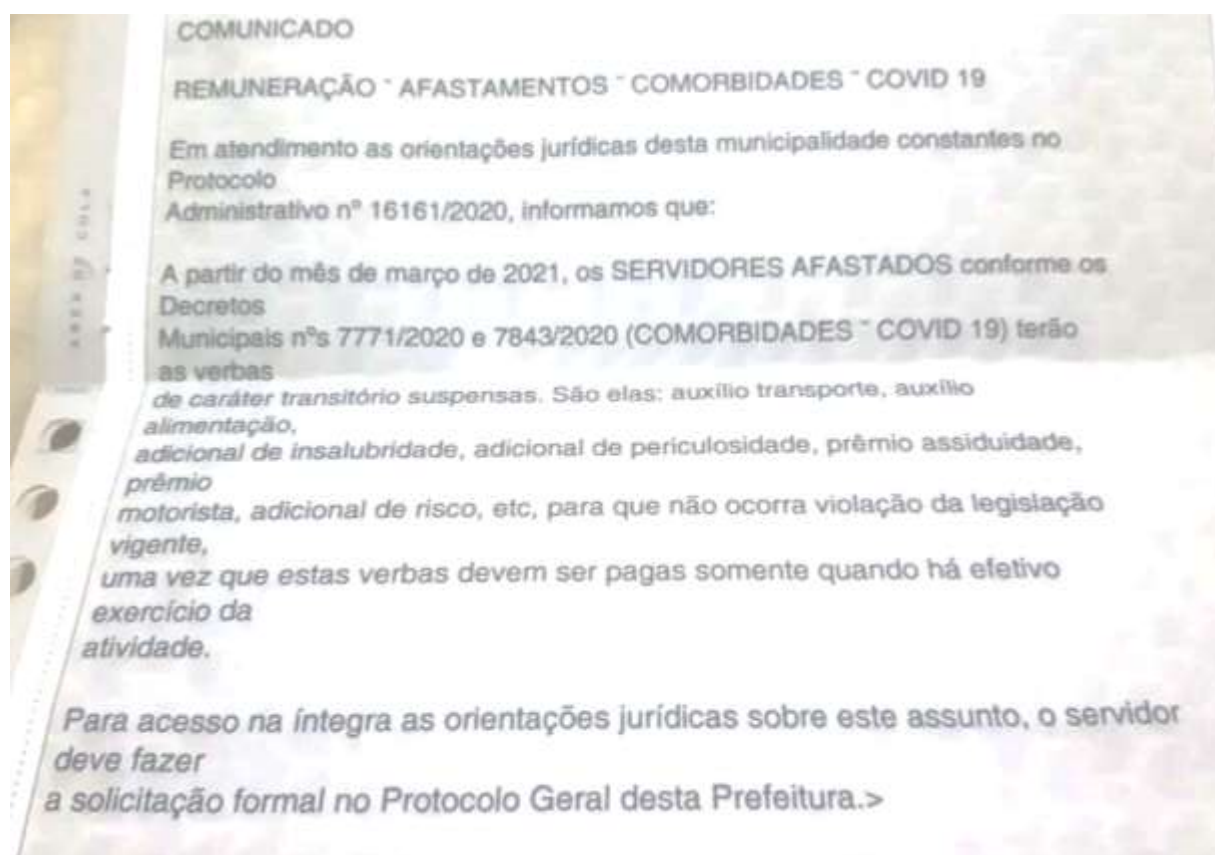 COMUNICADO
REMUNERAÇÃO ¨ AFASTAMENTOS ¨ COMORBIDADES ¨ COVID 19
Em atendimento as orientações jurídicas desta municipalidade constantes no
Protocolo
Administrativo nº 16161/2020, informamos que:
A partir do mês de março de 2021, os SERVIDORES AFASTADOS conforme os
Decretos
Municipais nºs 7771/2020 e 7843/2020 (COMORBIDADES ¨ COVID 19) terão
as verbas
de caráter transitório suspensas. São elas: auxílio transporte, auxílio
alimentação,
adicional de insalubridade, adicional de periculosidade, prêmio assiduidade,
prêmio
motorista, adicional de risco, etc, para que não ocorra violação da legislação
vigente,
uma vez que estas verbas devem ser pagas somente quando há efetivo
exercício da
atividade.
Para acesso na íntegra as orientações jurídicas sobre este assunto, o servidor
deve fazer
a solicitação formal no Protocolo Geral desta Prefeitura.>
COLA